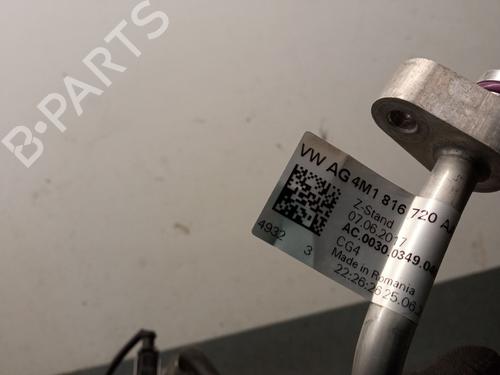 B-PARTS
VW AG 4M1 816 720 A
Z-Stand
07.06.2017
AC.0030.0349.04
CG4
Made in Romania
22:26:26 25.06.
4932 3